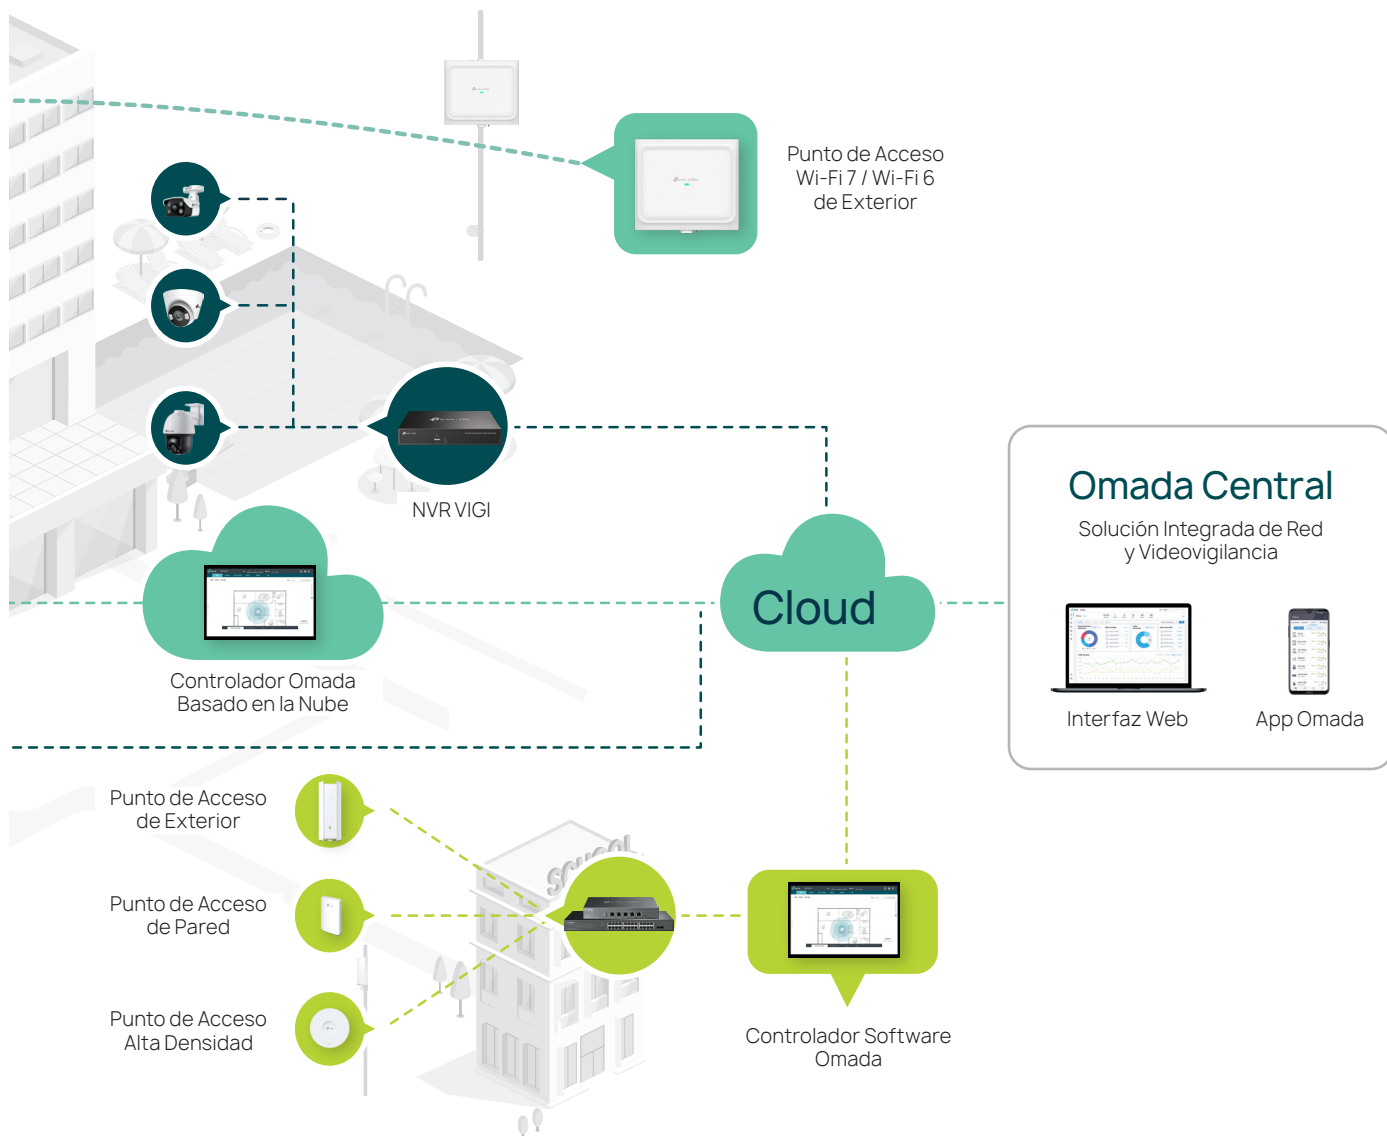 Punto de Acceso
Wi-Fi 7 / Wi-Fi 6
de Exterior
NVR VIGI
Omada Central
Solución Integrada de Red
y Videovigilancia
Cloud
Interfaz Web
App Omada
Controlador Omada
Basado en la Nube
Punto de Acceso
de Exterior
SCHOOL
Punto de Acceso
de Pared
Punto de Acceso
Alta Densidad
Controlador Software
Omada